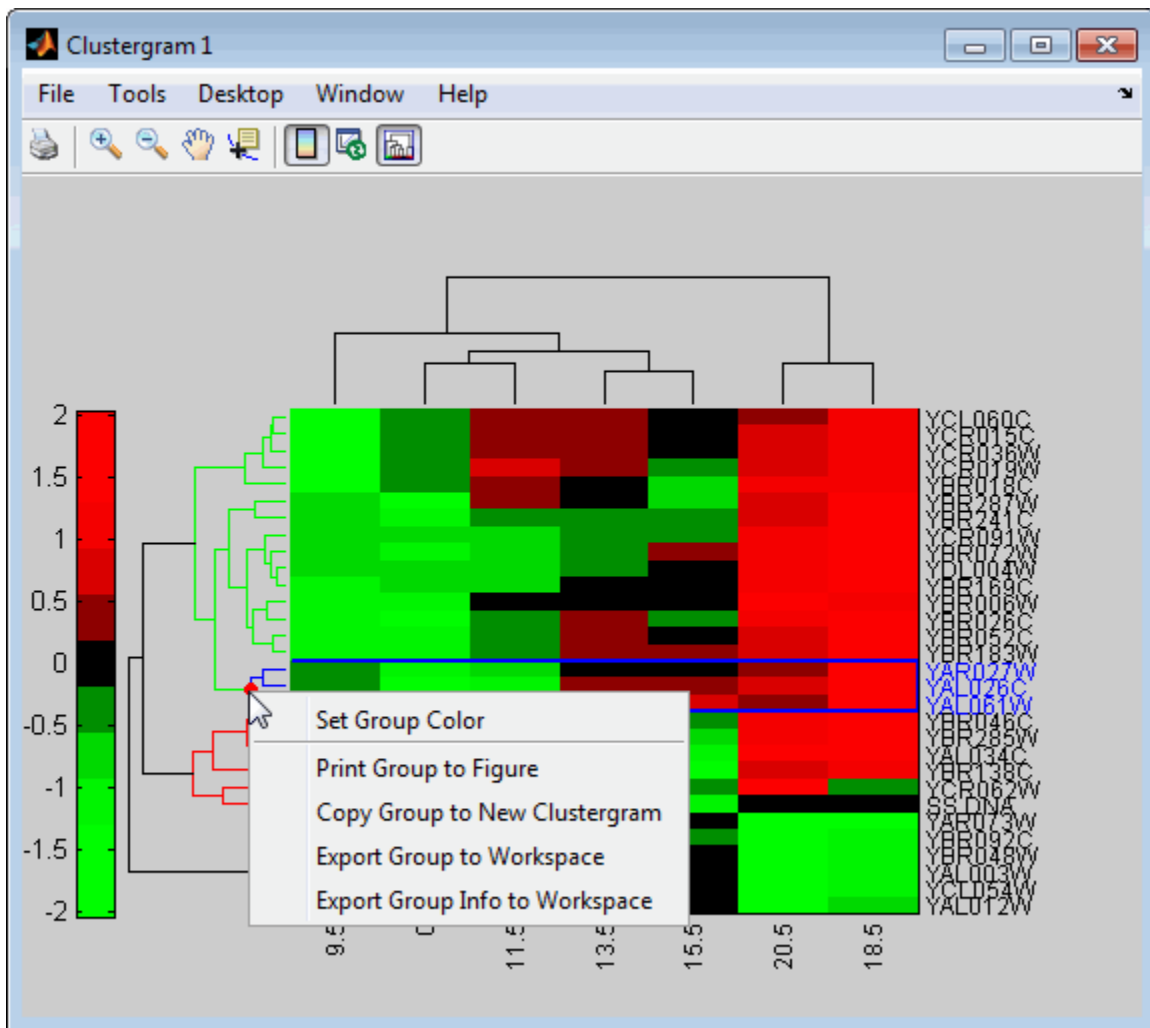 Clustergram 1
File Tools Desktop Window Help
2
1.5
1
0.5
0
-0.5
-1
-1.5
-2
YCL060C
YCR015C
YCR036W
YCR019W
YBR018C
YBR287W
YBR241C
YCR091W
YBR072W
YDL004W
YBR169C
YBR006W
YBR026C
YBR052C
YBR183W
YAR027W
YAL026C
YAL061W
YBR046C
YBR285W
YAL034C
YBR138C
YCR062W
SS DNA
YAR073W
YBR092C
YBR048W
YAL003W
YCL054W
YAL012W
Set Group Color
Print Group to Figure
Copy Group to New Clustergram
Export Group to Workspace
Export Group Info to Workspace
9.5 0 11.5 13.5 15.5 20.5 18.5